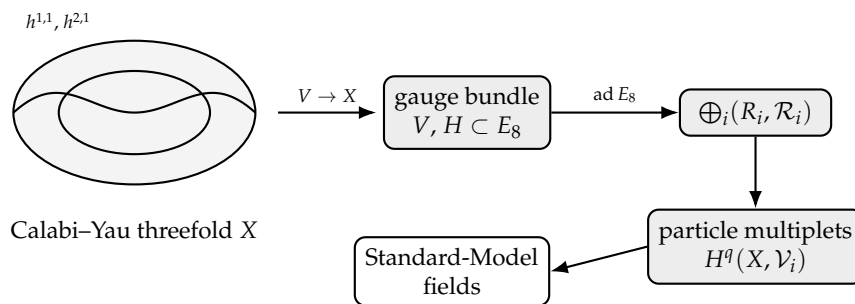 h^{1,1}, h^{2,1}
V → X
gauge bundle
V, H ⊂ E_8
ad E_8
⊕_i(R_i, 𝓡_i)
Calabi–Yau threefold X
particle multiplets
H^q(X, 𝒱_i)
Standard-Model
fields